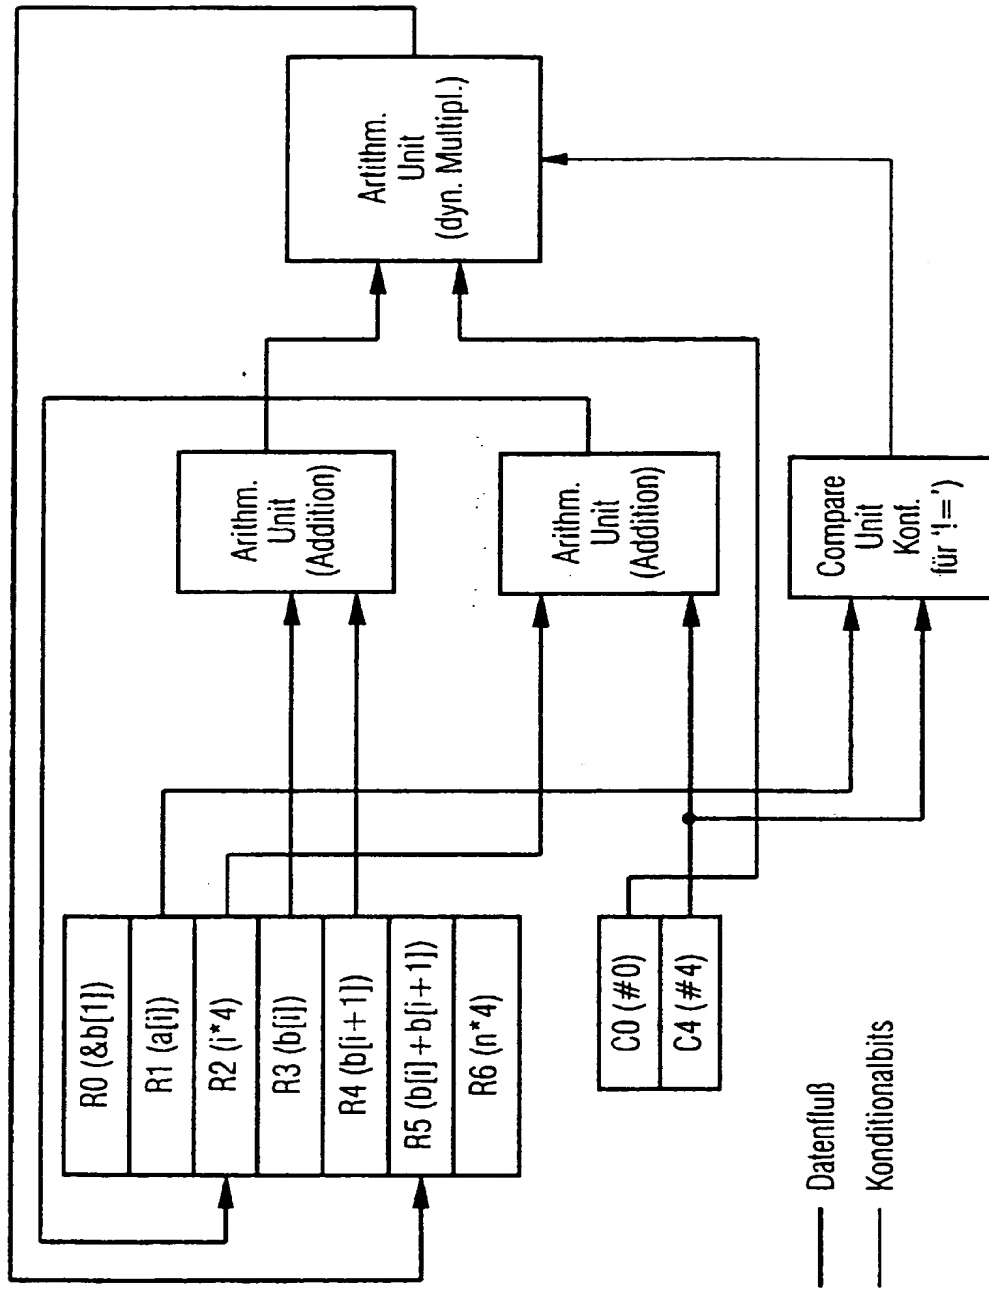 R0 (&b[1])
R1 (a[i])
R2 (i*4)
R3 (b[i])
R4 (b[i+1])
R5 (b[i]+b[i+1])
R6 (n*4)
C0 (#0)
C4 (#4)
Arithm.
Unit
(Addition)
Arithm.
Unit
(Addition)
Compare
Unit
Konf.
für '!=')
Artithm.
Unit
(dyn. Multipl.)
Datenfluß
Konditionalbits